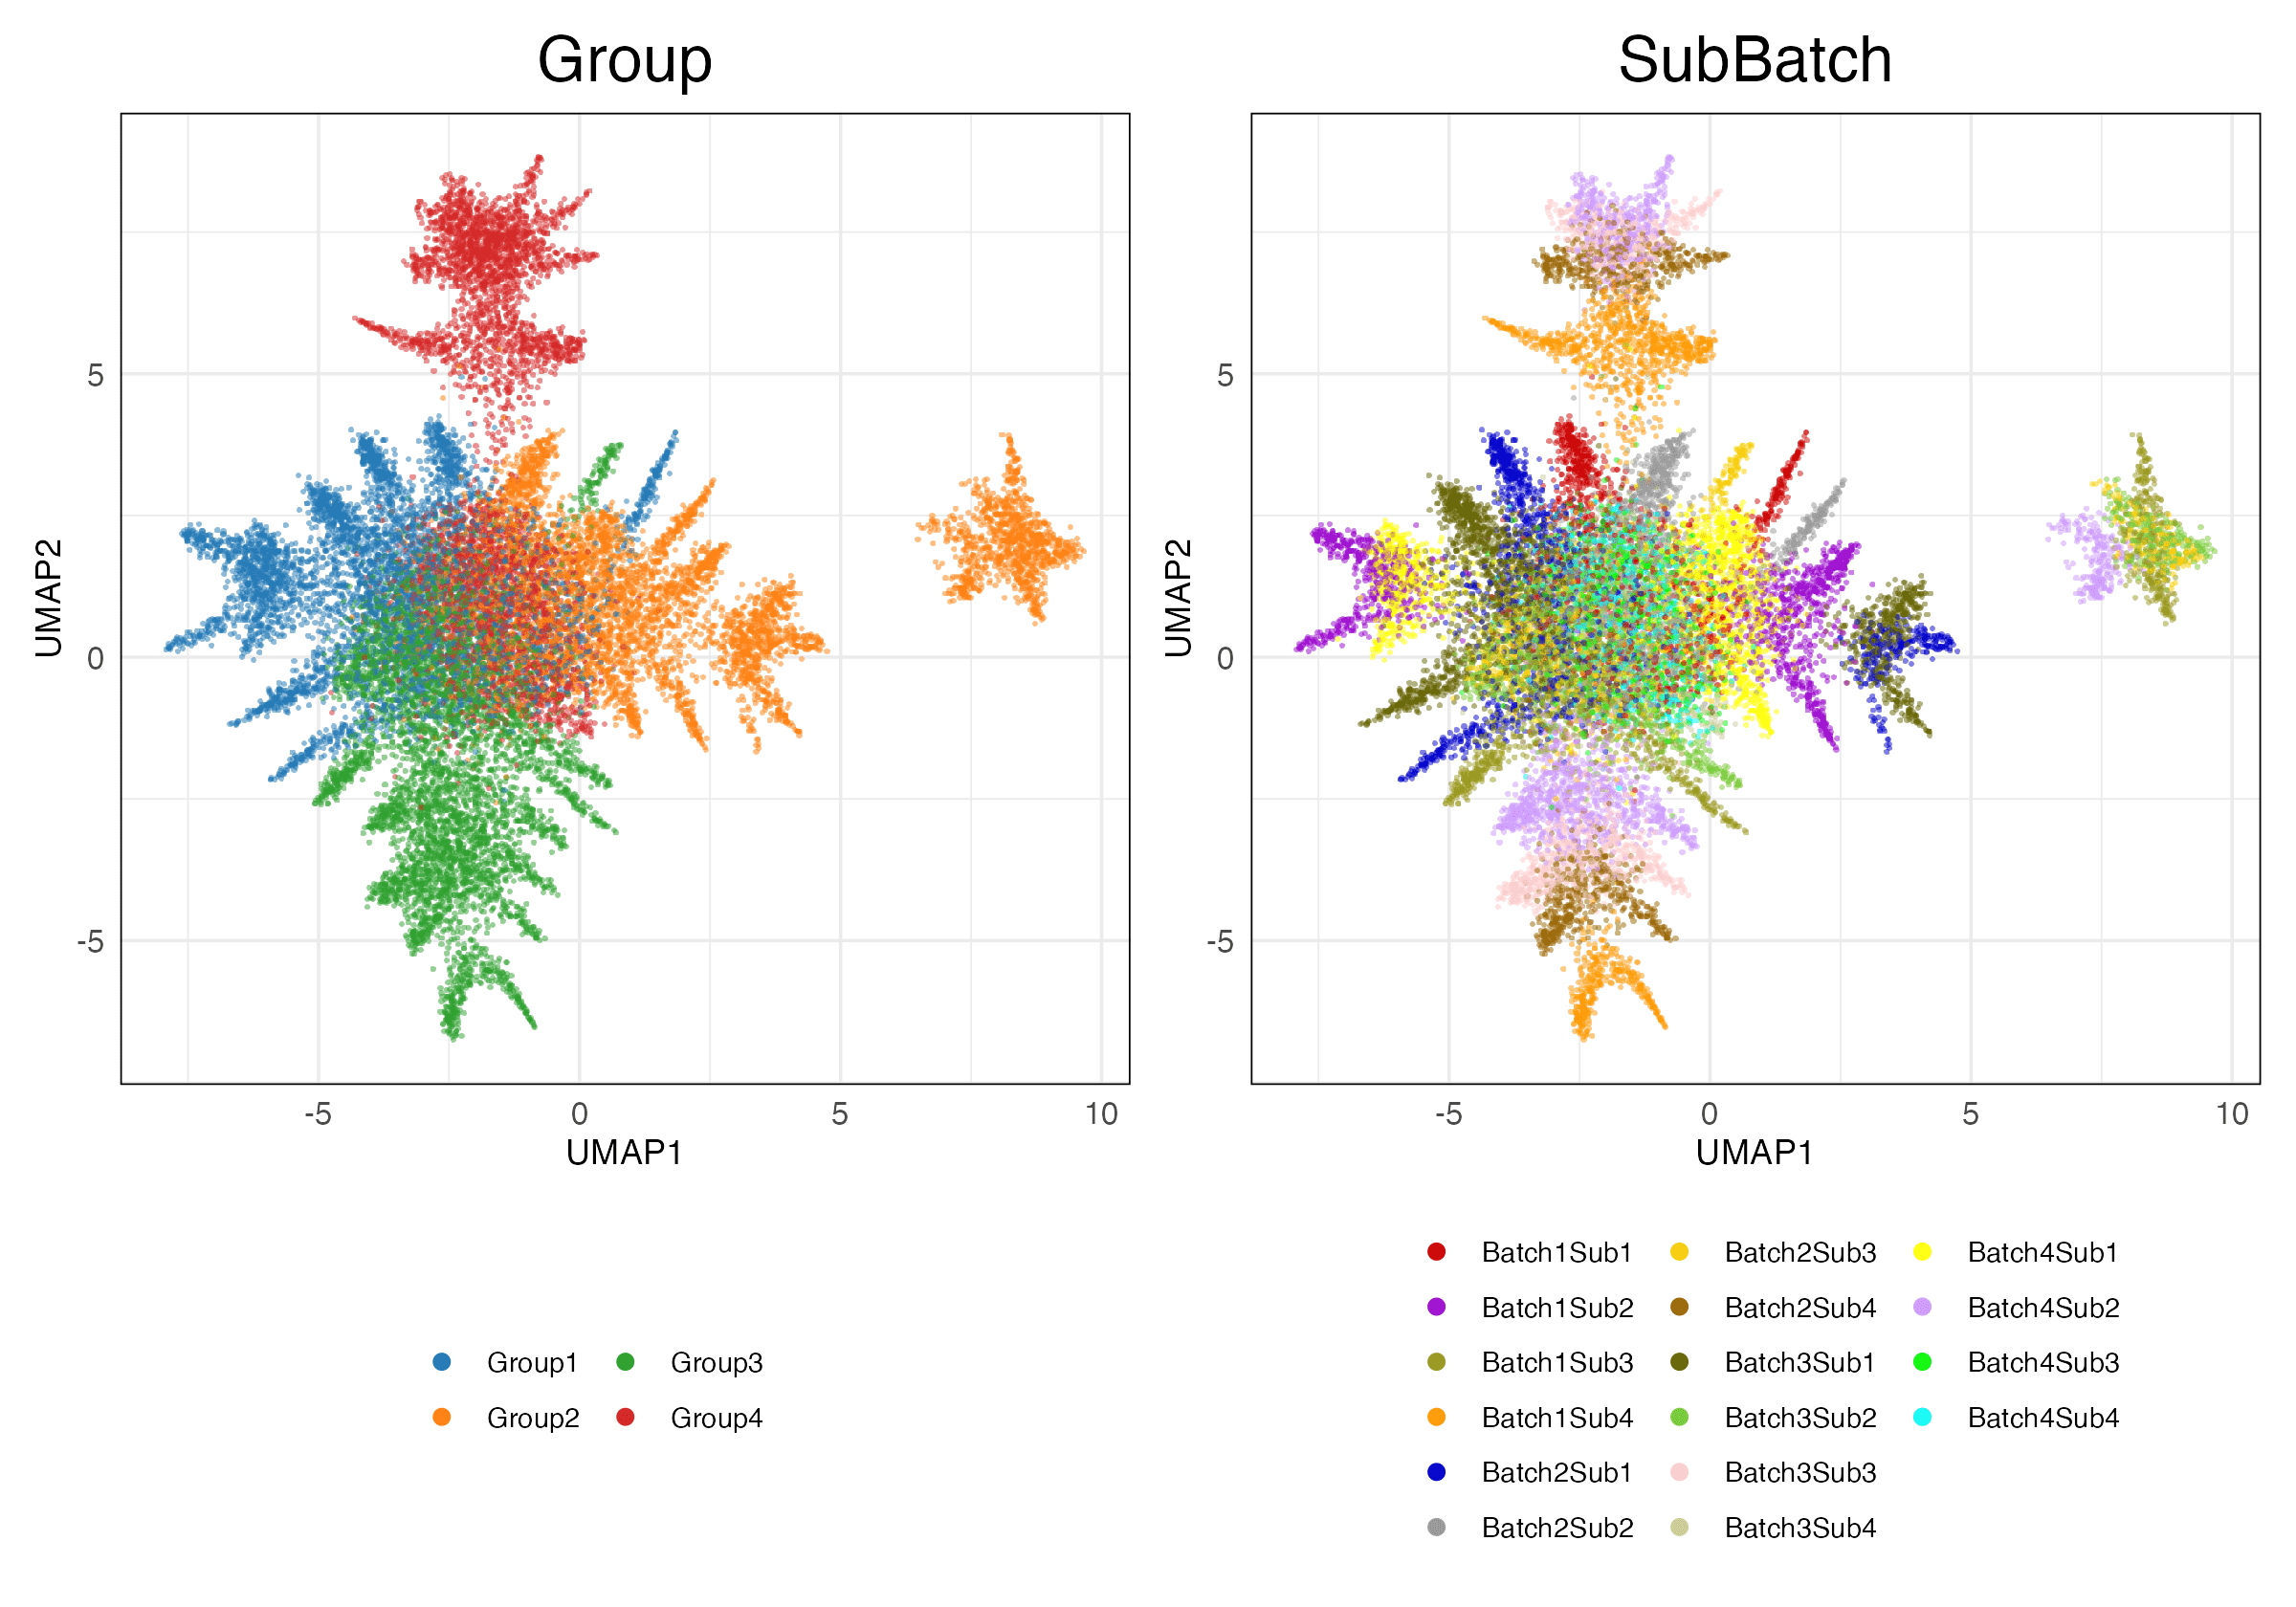 Group
SubBatch
UMAP2
5
0
-5
-5
0
5
10
UMAP1
UMAP2
5
0
-5
-5
0
5
10
UMAP1
Group1
Group3
Group2
Group4
Batch1Sub1
Batch2Sub3
Batch4Sub1
Batch1Sub2
Batch2Sub4
Batch4Sub2
Batch1Sub3
Batch3Sub1
Batch4Sub3
Batch1Sub4
Batch3Sub2
Batch4Sub4
Batch2Sub1
Batch3Sub3
Batch2Sub2
Batch3Sub4